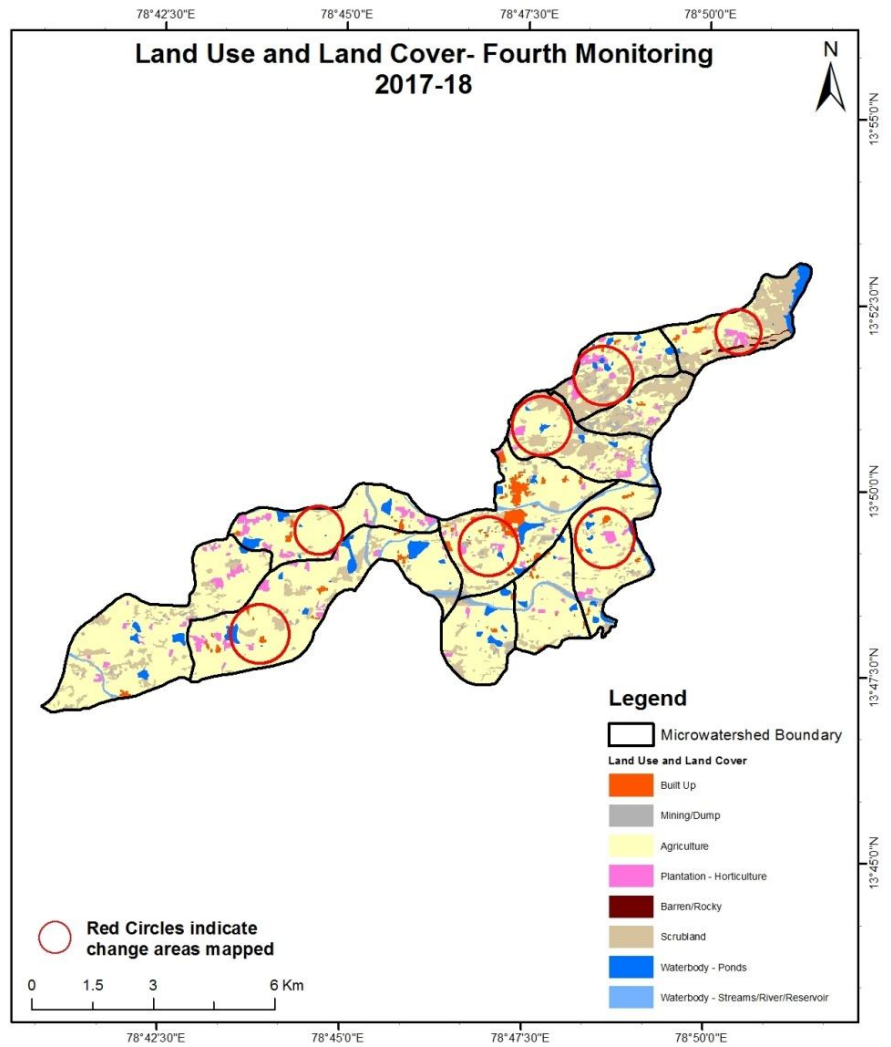 78°42'30"E
78°45'0"E
78°47'30"E
78°50'0"E
Land Use and Land Cover- Fourth Monitoring
2017-18
N
13°55'0"N
13°52'30"N
13°50'0"N
13°47'30"N
13°45'0"N
Legend
Microwatershed Boundary
Land Use and Land Cover
Built Up
Mining/Dump
Agriculture
Plantation - Horticulture
Barren/Rocky
Scrubland
Waterbody - Ponds
Waterbody - Streams/River/Reservoir
Red Circles indicate
change areas mapped
0 1.5 3 6 Km
78°42'30"E
78°45'0"E
78°47'30"E
78°50'0"E